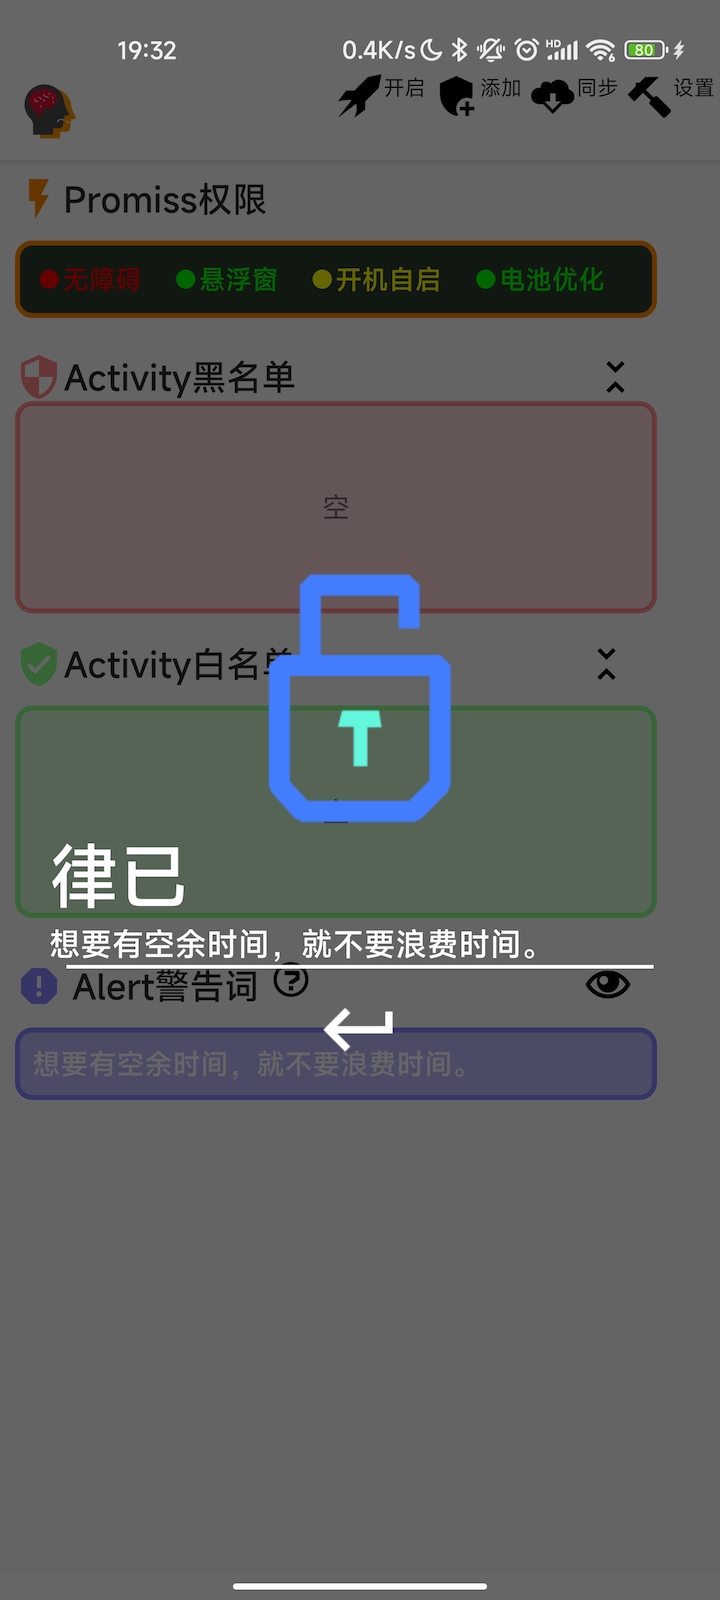 19:32 0.4K/s HD 80
开启 添加 同步 设置
Promiss权限
无障碍 悬浮窗 开机自启 电池优化
Activity黑名单
空
Activity白名单
律已
想要有空余时间，就不要浪费时间。
Alert警告词
想要有空余时间，就不要浪费时间。